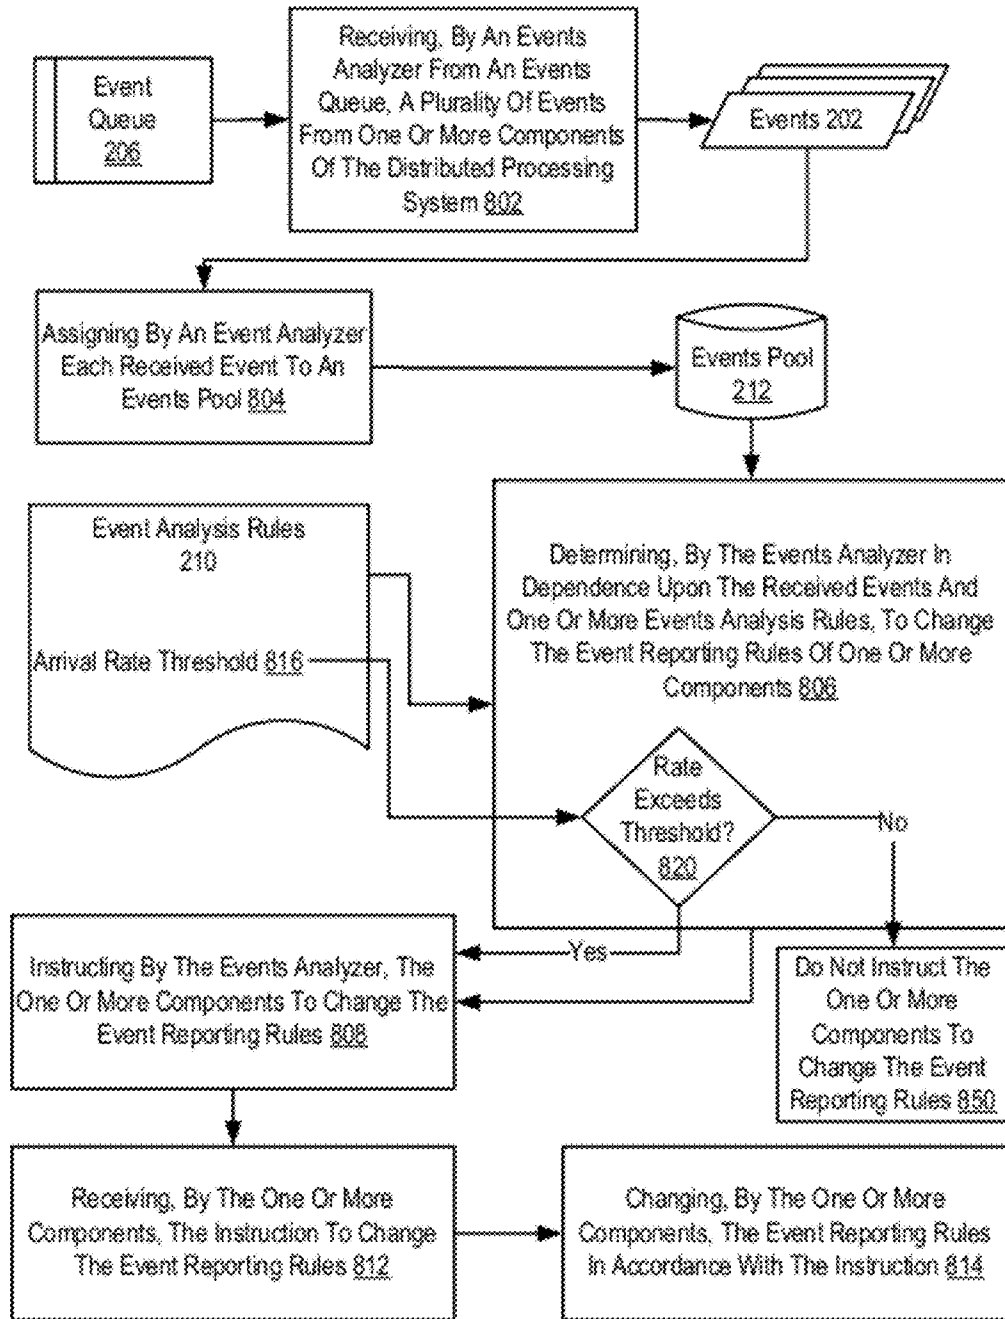 Event
Queue
206
Receiving, By An Events
Analyzer From An Events
Queue, A Plurality Of Events
From One Or More Components
Of The Distributed Processing
System 802
Events 202
Assigning By An Event Analyzer
Each Received Event To An
Events Pool 804
Events Pool
212
Event Analysis Rules
210
Arrival Rate Threshold 816
Determining, By The Events Analyzer In
Dependence Upon The Received Events And
One Or More Events Analysis Rules, To Change
The Event Reporting Rules Of One Or More
Components 806
Rate
Exceeds
Threshold?
820
No
Yes
Instructing By The Events Analyzer, The
One Or More Components To Change The
Event Reporting Rules 808
Do Not Instruct The
One Or More
Components To
Change The Event
Reporting Rules 850
Receiving, By The One Or More
Components, The Instruction To Change
The Event Reporting Rules 812
Changing, By The One Or More
Components, The Event Reporting Rules
In Accordance With The Instruction 814